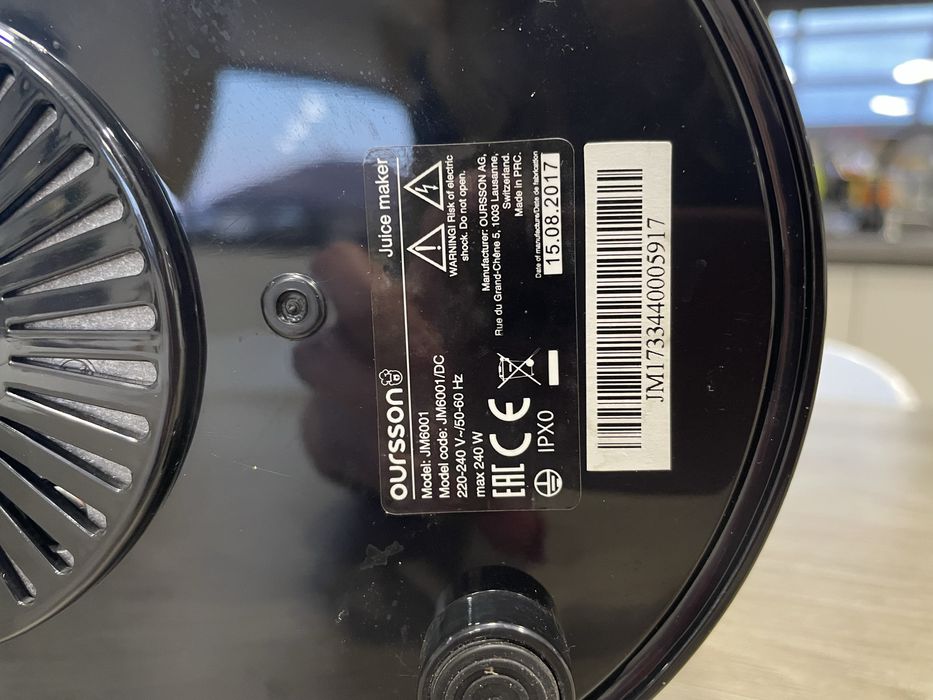 oursson
Juice maker
Model: JM6001
Model code: JM6001/DC
220-240 V~/50-60 Hz
max 240 W
EAC CE
IPX0
WARNING! Risk of electric
shock. Do not open.
Manufacturer: OURSSON AG,
Rue du Grand-Chêne 5, 1003 Lausanne,
Switzerland.
Made in PRC.
Date of manufacture/Date de fabrication
15.08.2017
JM1733440005917